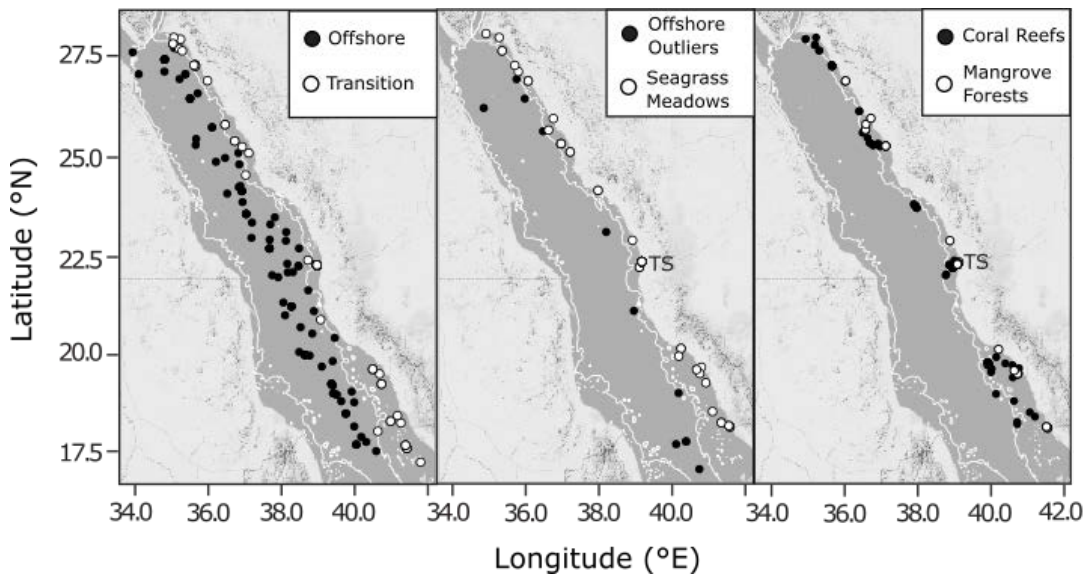 Offshore
Transition
Offshore
Outliers
Seagrass
Meadows
Coral Reefs
Mangrove
Forests
27.5
25.0
22.5
20.0
17.5
Latitude (°N)
TS
TS
34.0 36.0 38.0 40.0 34.0 36.0 38.0 40.0 34.0 36.0 38.0 40.0 42.0
Longitude (°E)